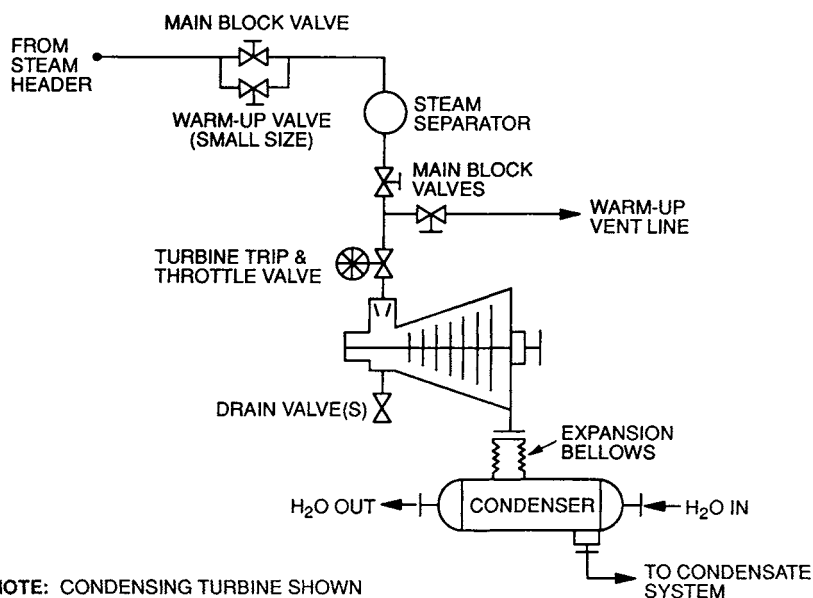 MAIN BLOCK VALVE
FROM
STEAM
HEADER
WARM-UP VALVE
(SMALL SIZE)
STEAM
SEPARATOR
MAIN BLOCK
VALVES
WARM-UP
VENT LINE
TURBINE TRIP &
THROTTLE VALVE
DRAIN VALVE(S)
EXPANSION
BELLOWS
H₂O OUT
CONDENSER
H₂O IN
NOTE: CONDENSING TURBINE SHOWN
TO CONDENSATE
SYSTEM